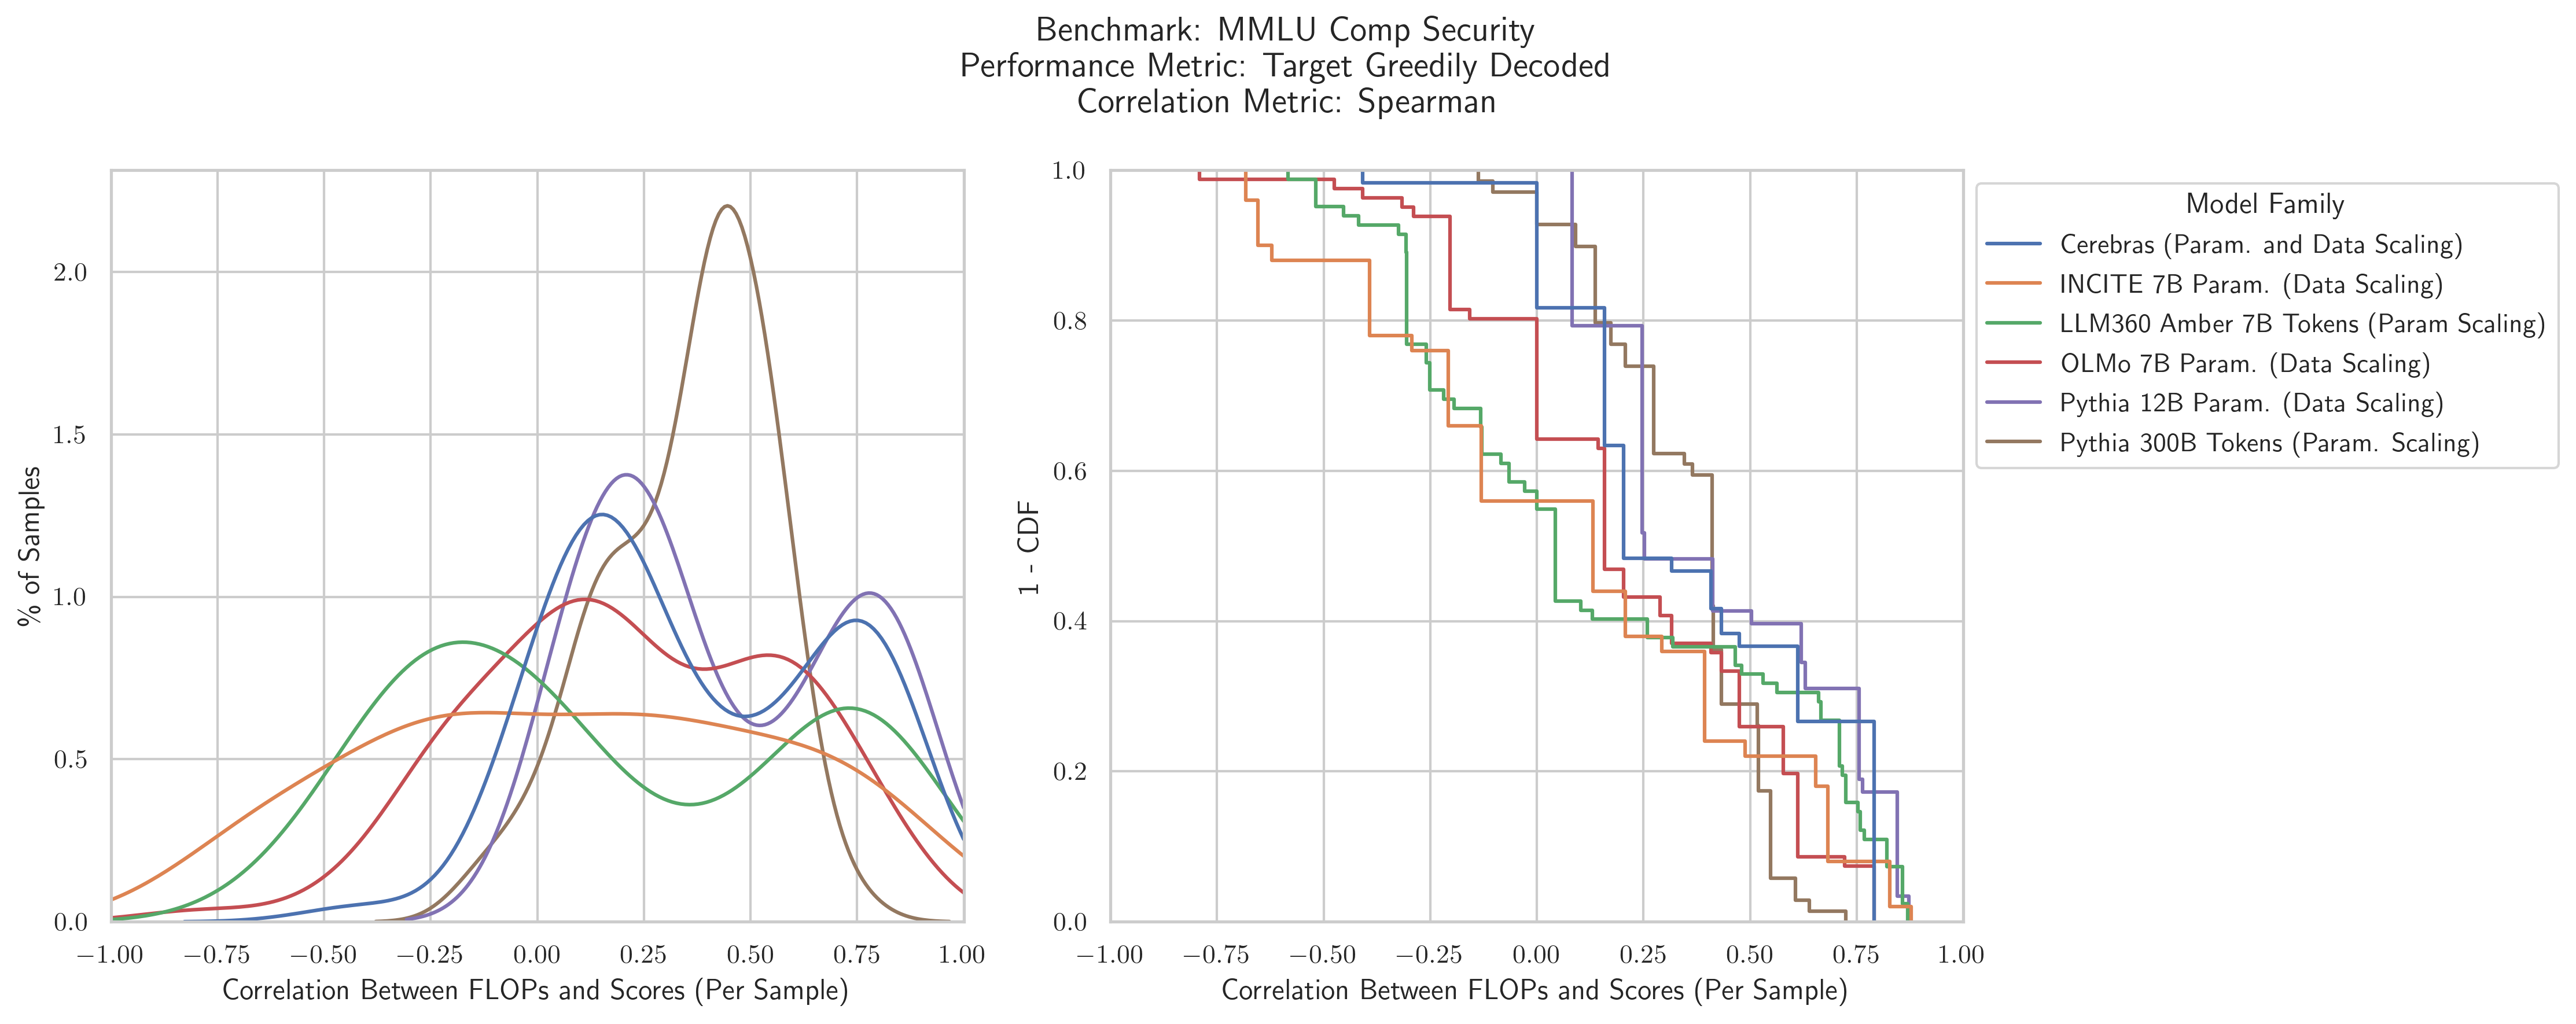 Benchmark: MMLU Comp Security
Performance Metric: Target Greedily Decoded
Correlation Metric: Spearman
% of Samples
2.0
1.5
1.0
0.5
0.0
−1.00 −0.75 −0.50 −0.25 0.00 0.25 0.50 0.75 1.00
Correlation Between FLOPs and Scores (Per Sample)
1 - CDF
1.0
0.8
0.6
0.4
0.2
0.0
−1.00 −0.75 −0.50 −0.25 0.00 0.25 0.50 0.75 1.00
Correlation Between FLOPs and Scores (Per Sample)
Model Family
Cerebras (Param. and Data Scaling)
INCITE 7B Param. (Data Scaling)
LLM360 Amber 7B Tokens (Param Scaling)
OLMo 7B Param. (Data Scaling)
Pythia 12B Param. (Data Scaling)
Pythia 300B Tokens (Param. Scaling)